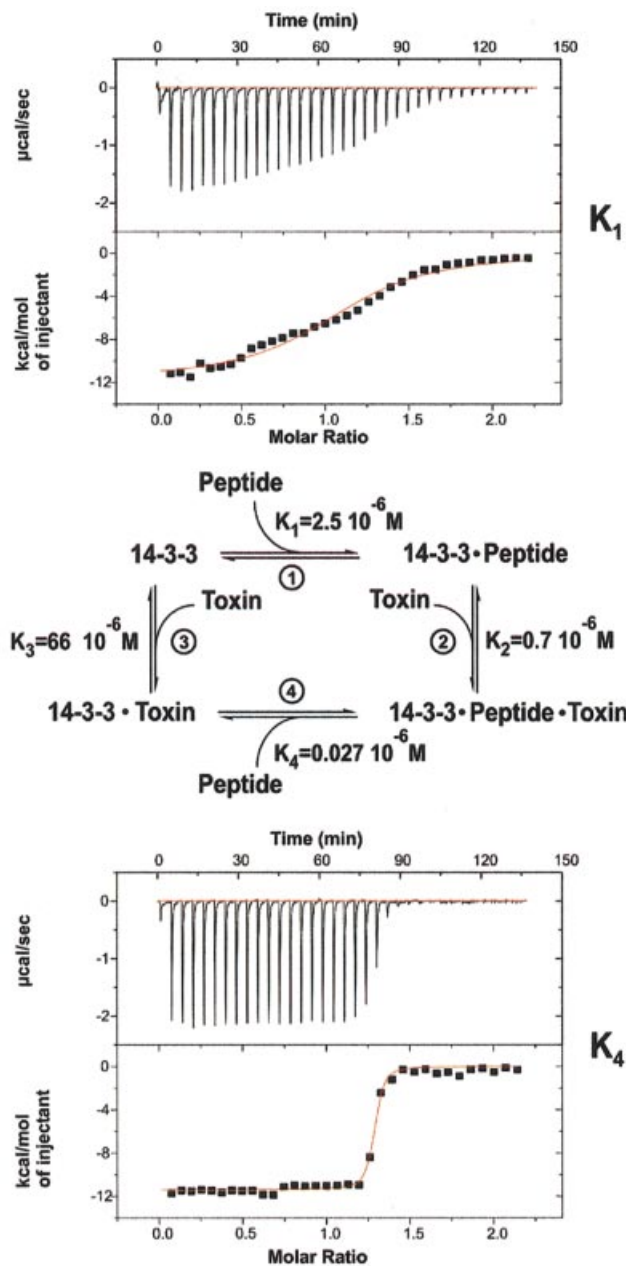 Time (min)
0 30 60 90 120 150
0
-1
-2
µcal/sec
K₁
0
-4
-8
-12
kcal/mol
of injectant
0.0 0.5 1.0 1.5 2.0
Molar Ratio
Peptide
K₁=2.5 10⁻⁶M
14-3-3 14-3-3•Peptide
1
Toxin Toxin
K₃=66 10⁻⁶M 3 2 K₂=0.7 10⁻⁶M
4
14-3-3 • Toxin 14-3-3•Peptide •Toxin
K₄=0.027 10⁻⁶M
Peptide
Time (min)
0 30 60 90 120 150
0
-1
-2
µcal/sec
K₄
0
-4
-8
-12
kcal/mol
of injectant
0.0 0.5 1.0 1.5 2.0
Molar Ratio